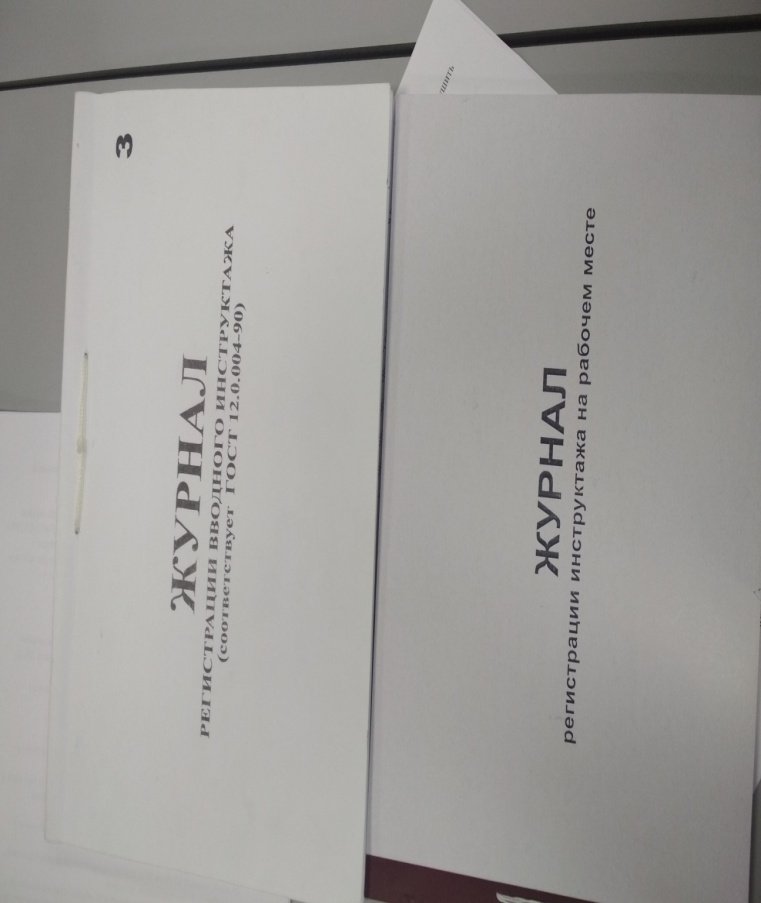 3
ЖУРНАЛ
РЕГИСТРАЦИИ ВВОДНОГО ИНСТРУКТАЖА
(соответствует ГОСТ 12.0.004-90)
ЖУРНАЛ
регистрации инструктажа на рабочем месте